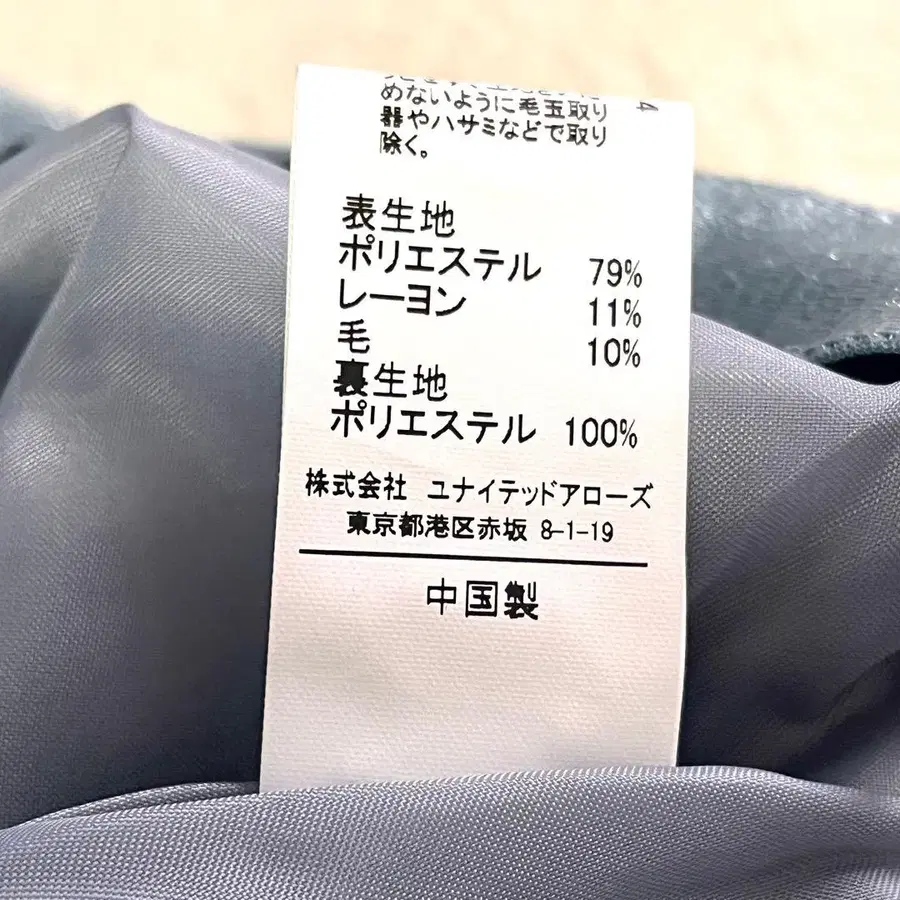 めないように毛玉取り
器やハサミなどで取り
除く。
4
表生地
ポリエステル 79%
レーヨン 11%
毛 10%
裏生地
ポリエステル 100%
株式会社 ユナイテッドアローズ
東京都港区赤坂 8-1-19
中国製